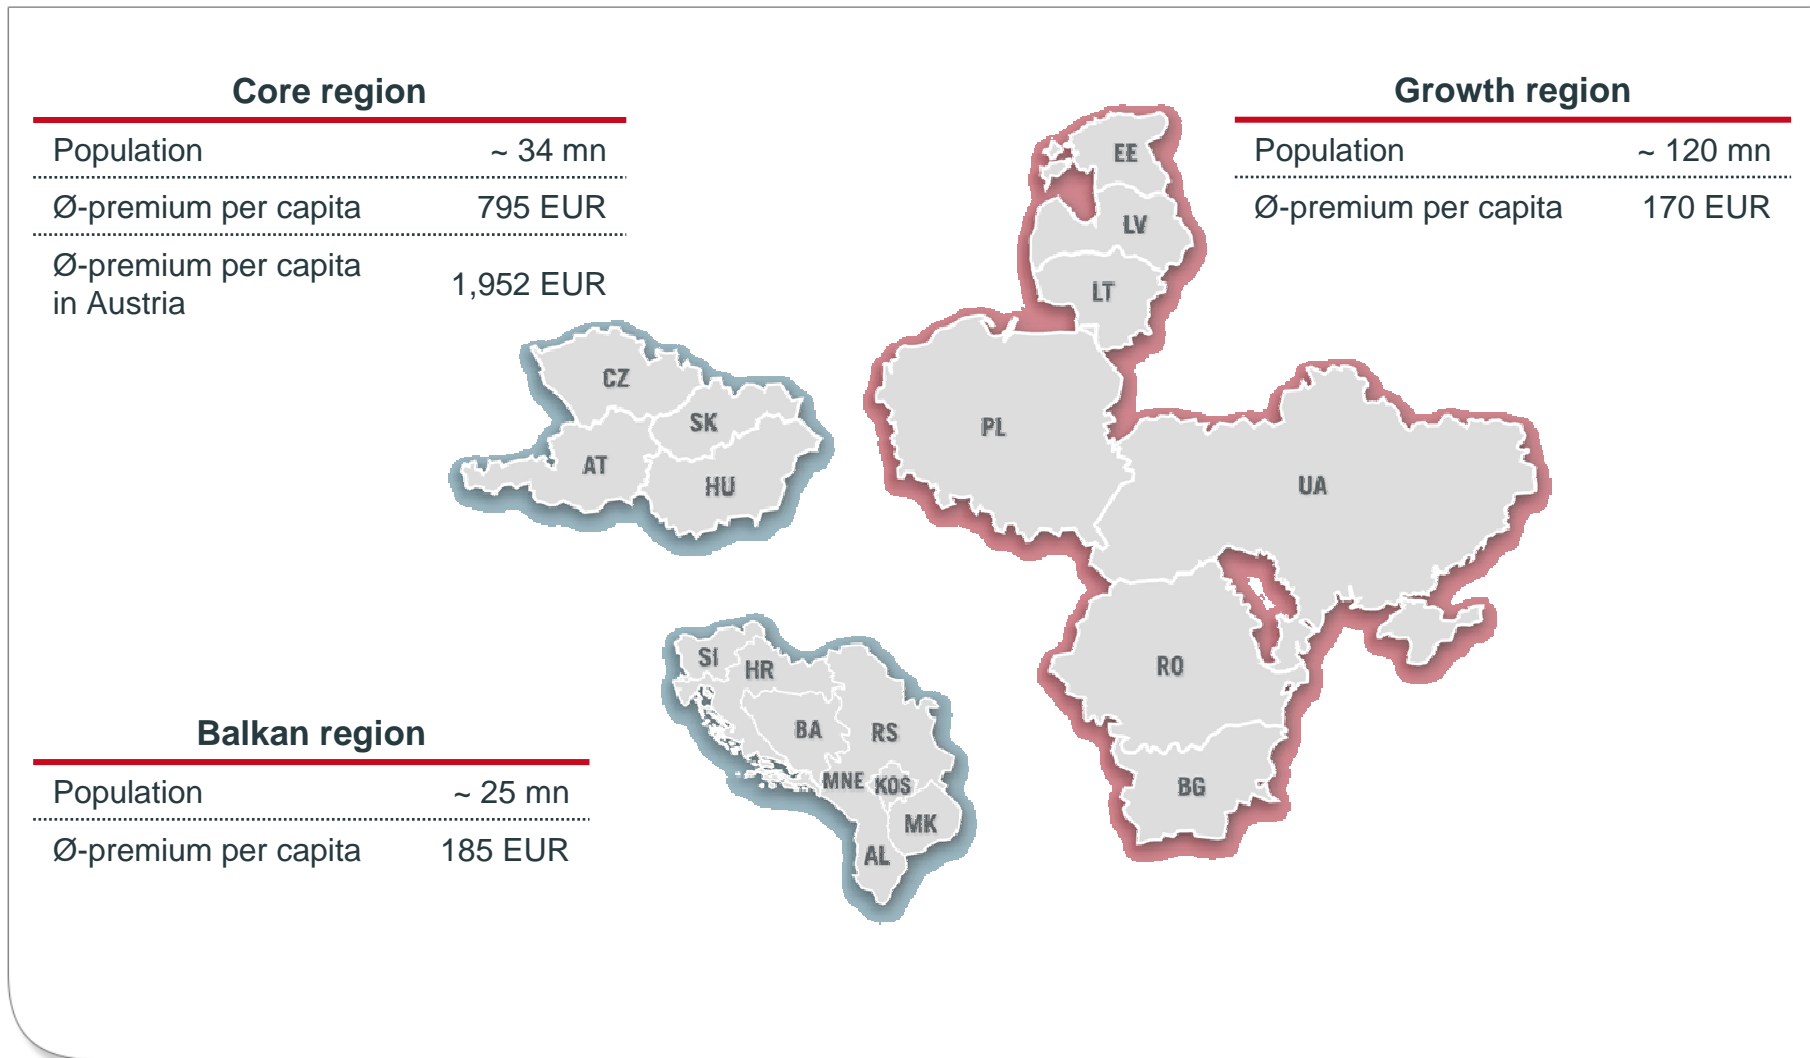 Core region
Population ~ 34 mn
Ø-premium per capita 795 EUR
Ø-premium per capita
in Austria 1,952 EUR
Growth region
Population ~ 120 mn
Ø-premium per capita 170 EUR
EE
LV
LT
CZ
SK
AT
HU
PL
UA
RO
BG
SI
HR
BA
RS
MNE
KOS
MK
AL
Balkan region
Population ~ 25 mn
Ø-premium per capita 185 EUR